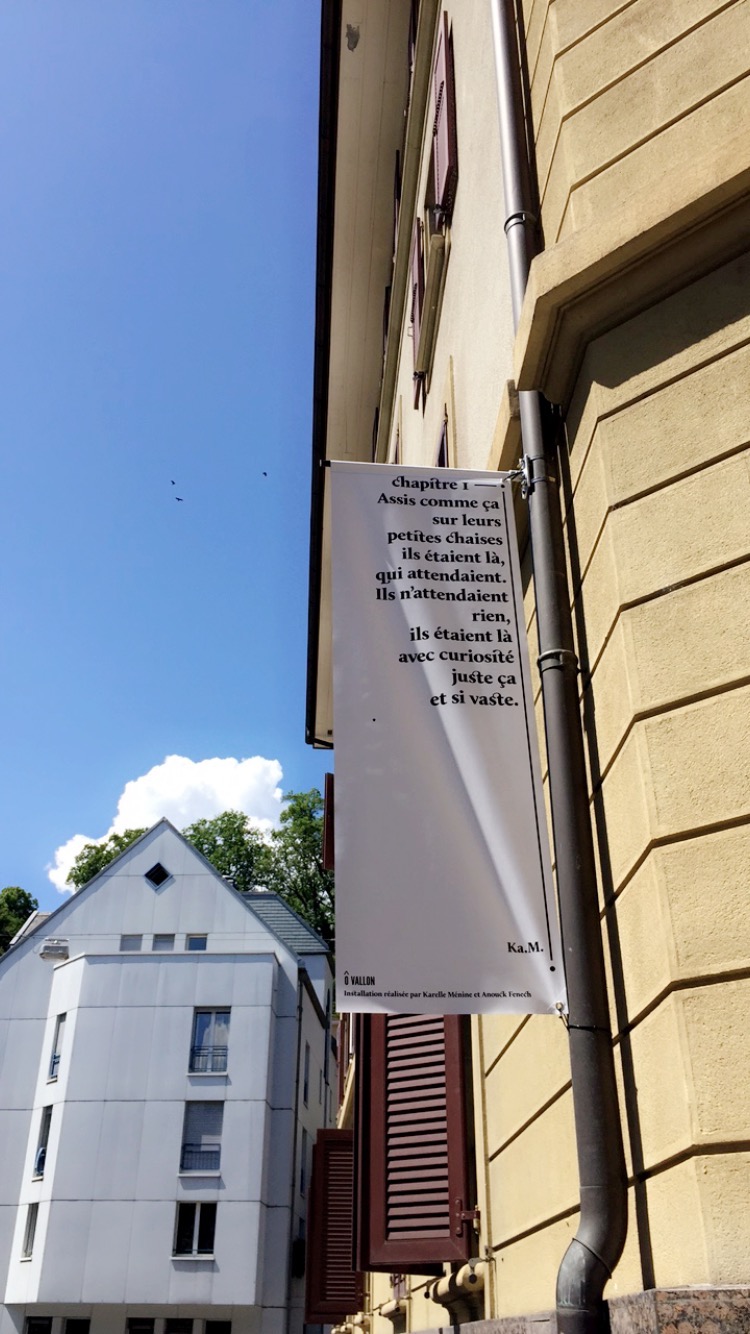 chapitre 1
Assis comme ça
sur leurs
petites chaises
ils étaient là,
qui attendaient.
Ils n'attendaient
rien,
ils étaient là
avec curiosité
juste ça
et si vaste.
Ka.M.
Ô VALLON
Installation réalisée par Karelle Ménine et Anouck Fenech